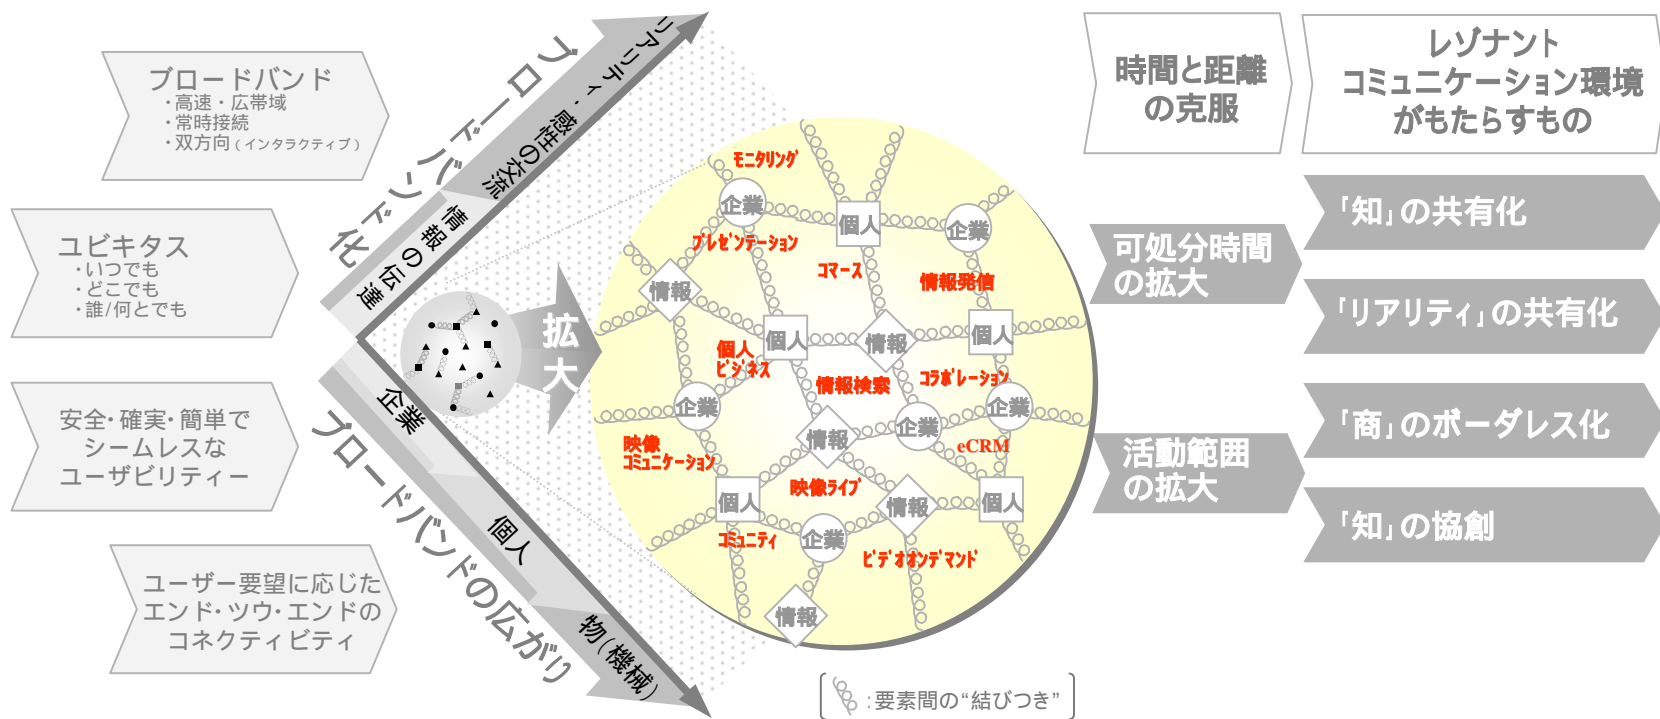 ブロードバンド
・高速・広帯域
・常時接続
・双方向（インタラクティブ）
ユビキタス
・いつでも
・どこでも
・誰/何とでも
安全・確実・簡単で
シームレスな
ユーザビリティー
ユーザー要望に応じた
エンド・ツウ・エンドの
コネクティビティ
ブロードバンド化
リアリティ・感性の交流
情報の伝達
企業
個人
物（機械）
ブロードバンドの広がり
拡大
モニタリング
企業
個人
企業
プレゼンテーション
コマース
情報発信
情報
個人
情報
個人
個人
ビジネス
情報検索
コラボレーション
企業
企業
企業
情報
eCRM
映像
コミュニケーション
映像ライブ
個人
情報
個人
コミュニティ
企業
ビデオオンデマンド
情報
：要素間の“結びつき”
時間と距離
の克服
レゾナント
コミュニケーション環境
がもたらすもの
可処分時間
の拡大
活動範囲
の拡大
「知」の共有化
「リアリティ」の共有化
「商」のボーダレス化
「知」の協創